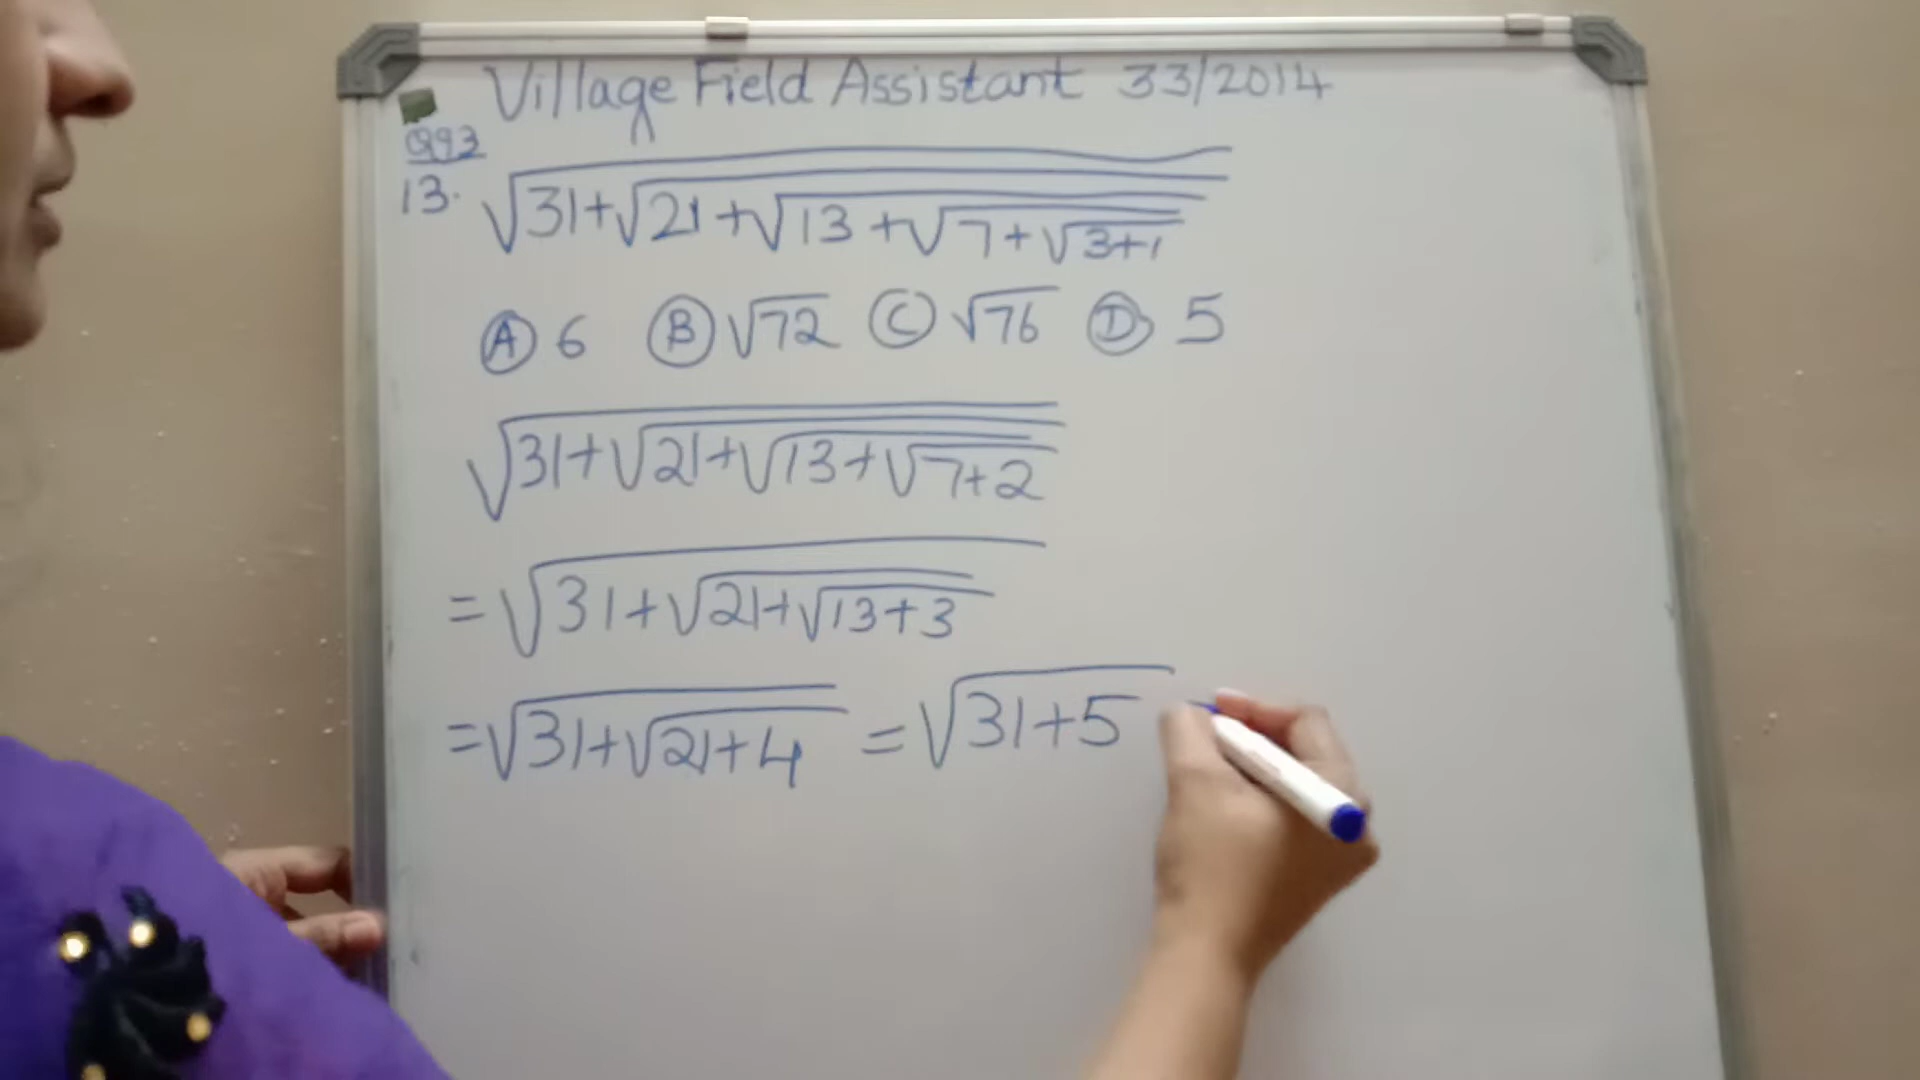 Village Field Assistant 33/2014
Q93
13. √31+√21+√13+√7+√3+1
Ⓐ 6 Ⓑ √72 Ⓒ √76 Ⓓ 5
√31+√21+√13+√7+2
=√31+√21+√13+3
=√31+√21+4 =√31+5